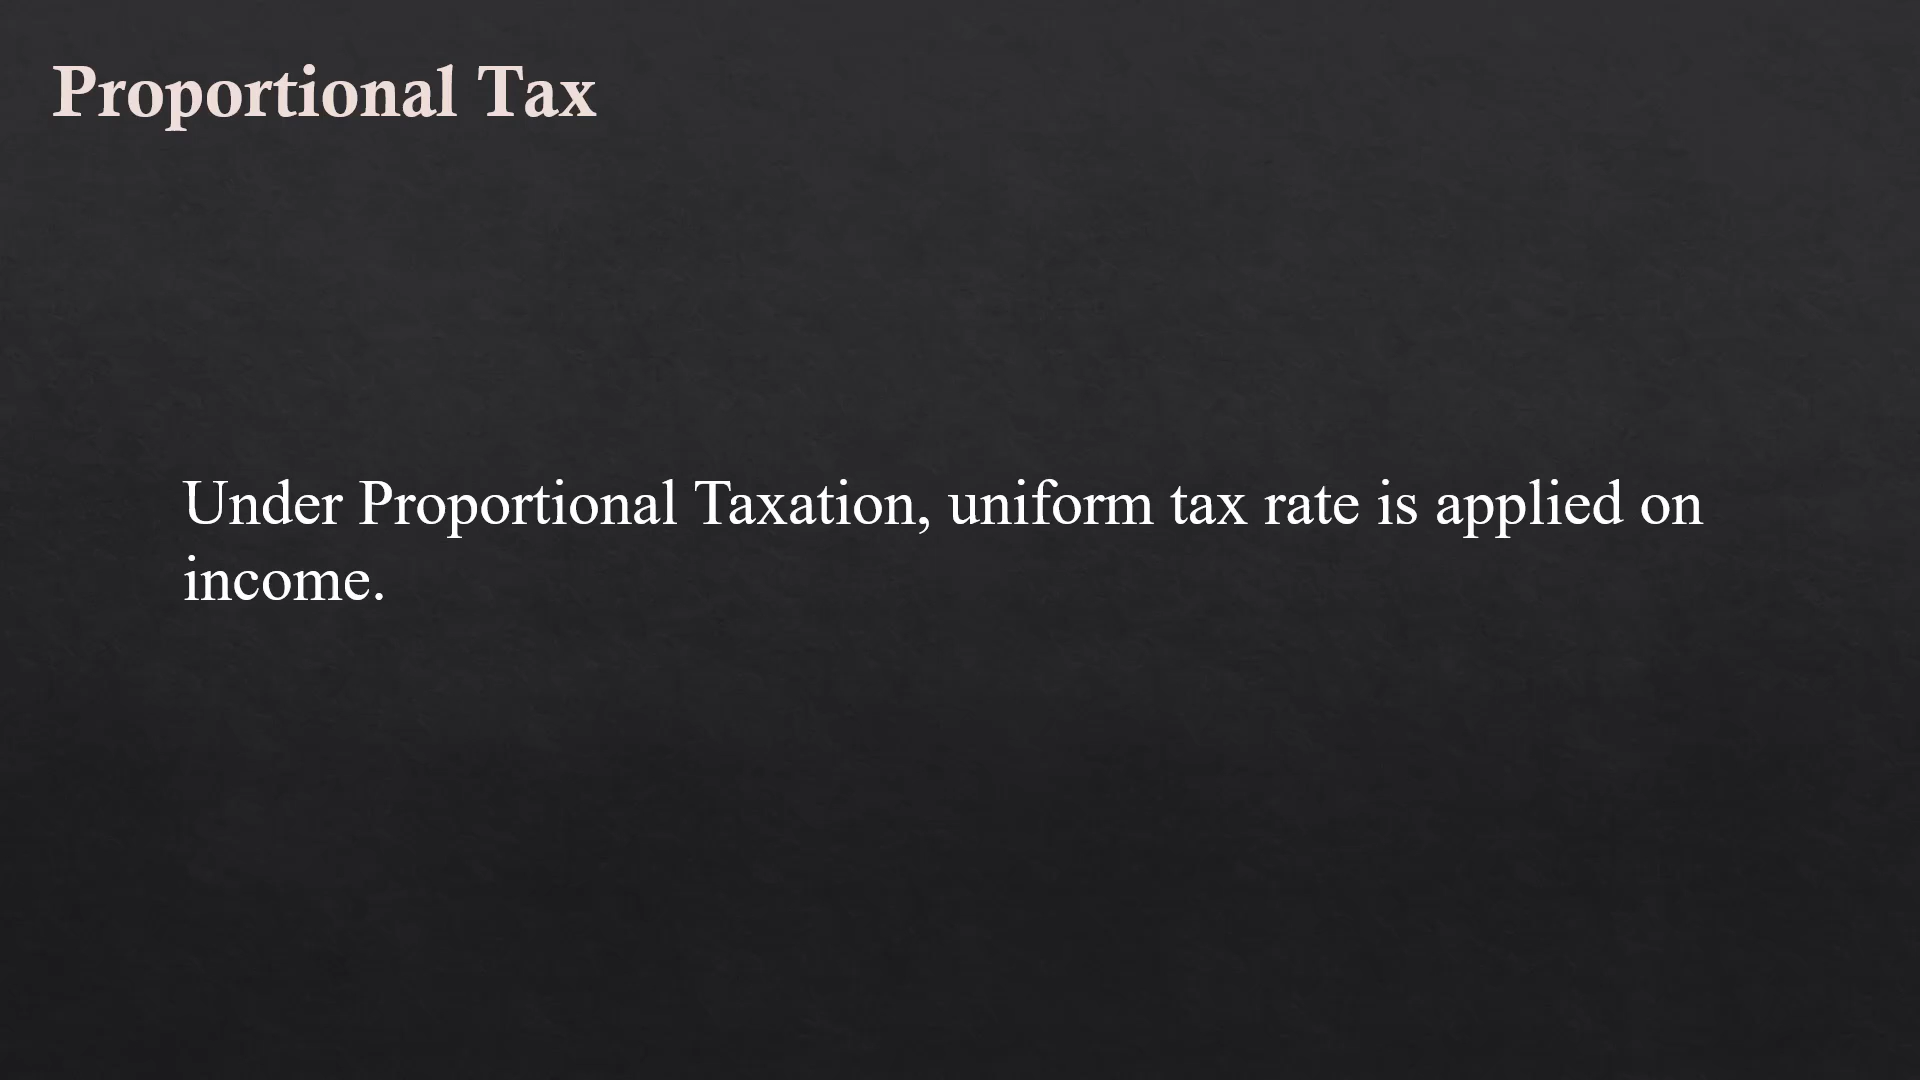 Proportional Tax
Under Proportional Taxation, uniform tax rate is applied on
income.